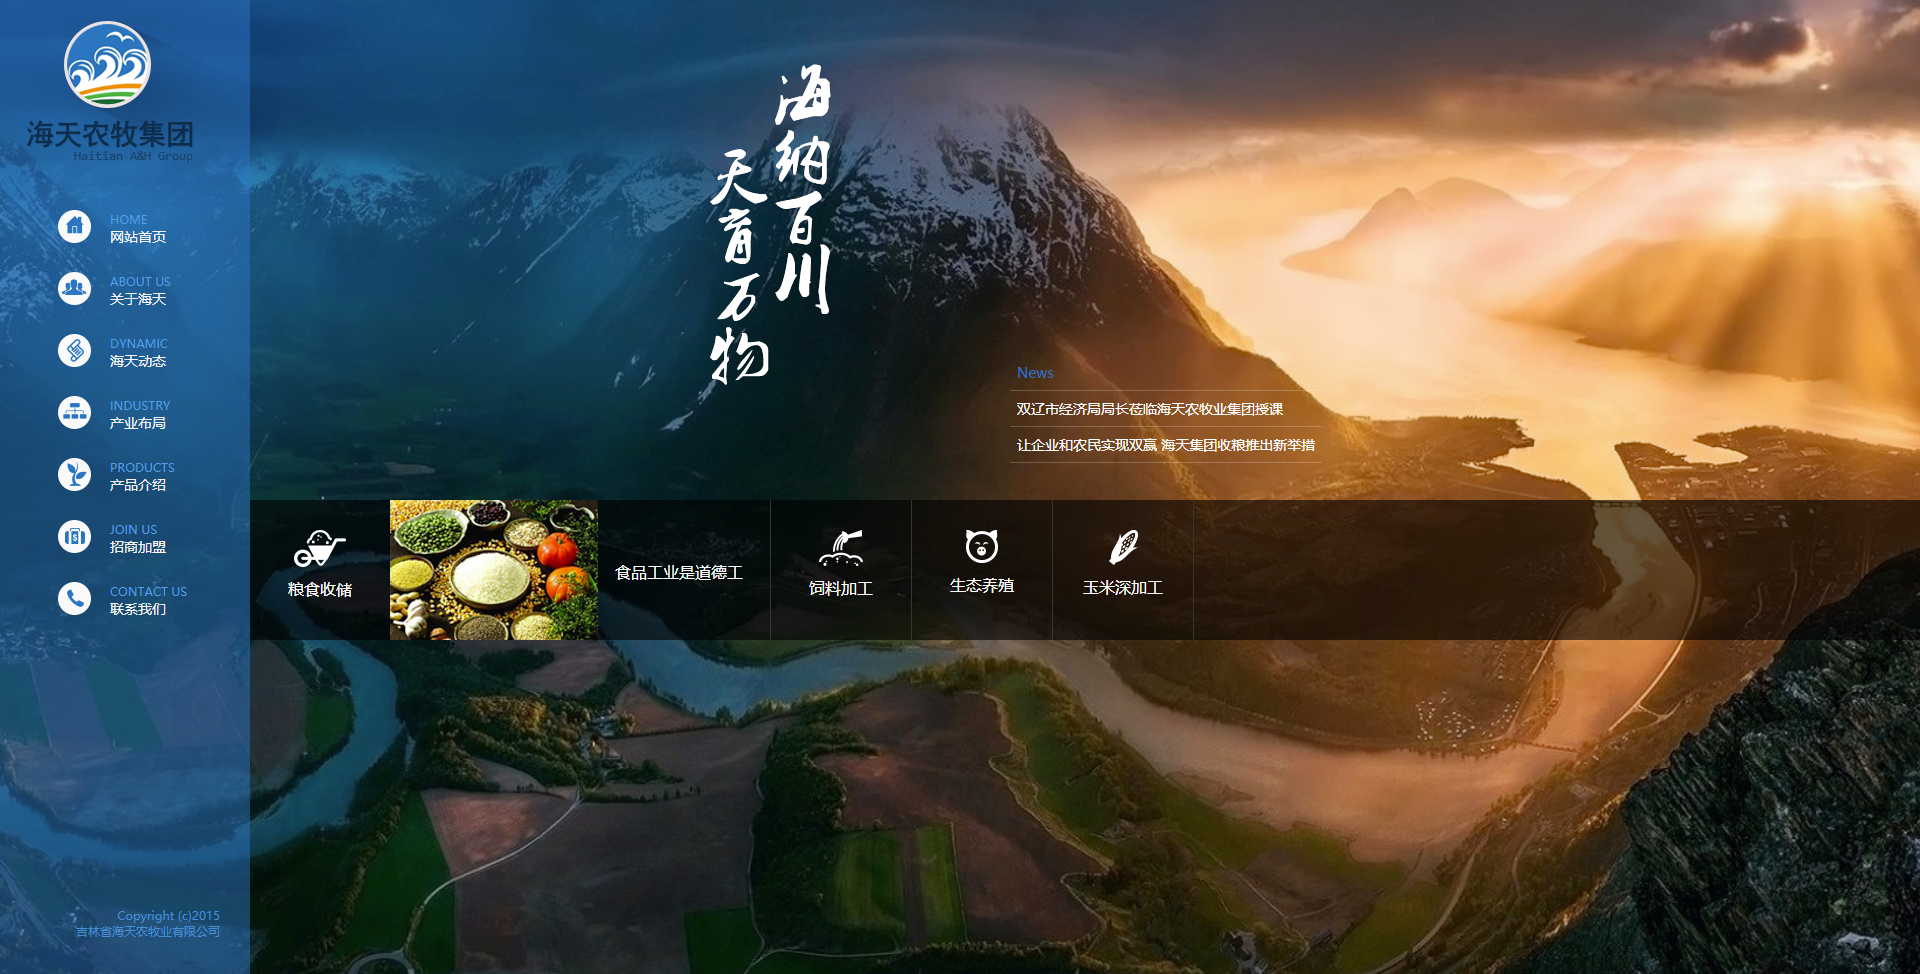 海天农牧集团
Haitian A&H Group
HOME
网站首页
ABOUT US
关于海天
DYNAMIC
海天动态
INDUSTRY
产业布局
PRODUCTS
产品介绍
JOIN US
招商加盟
CONTACT US
联系我们
Copyright (c)2015
吉林省海天农牧业有限公司
海纳百川
天育万物
News
双辽市经济局局长莅临海天农牧业集团授课
让企业和农民实现双赢 海天集团收粮推出新举措
粮食收储
食品工业是道德工
饲料加工
生态养殖
玉米深加工